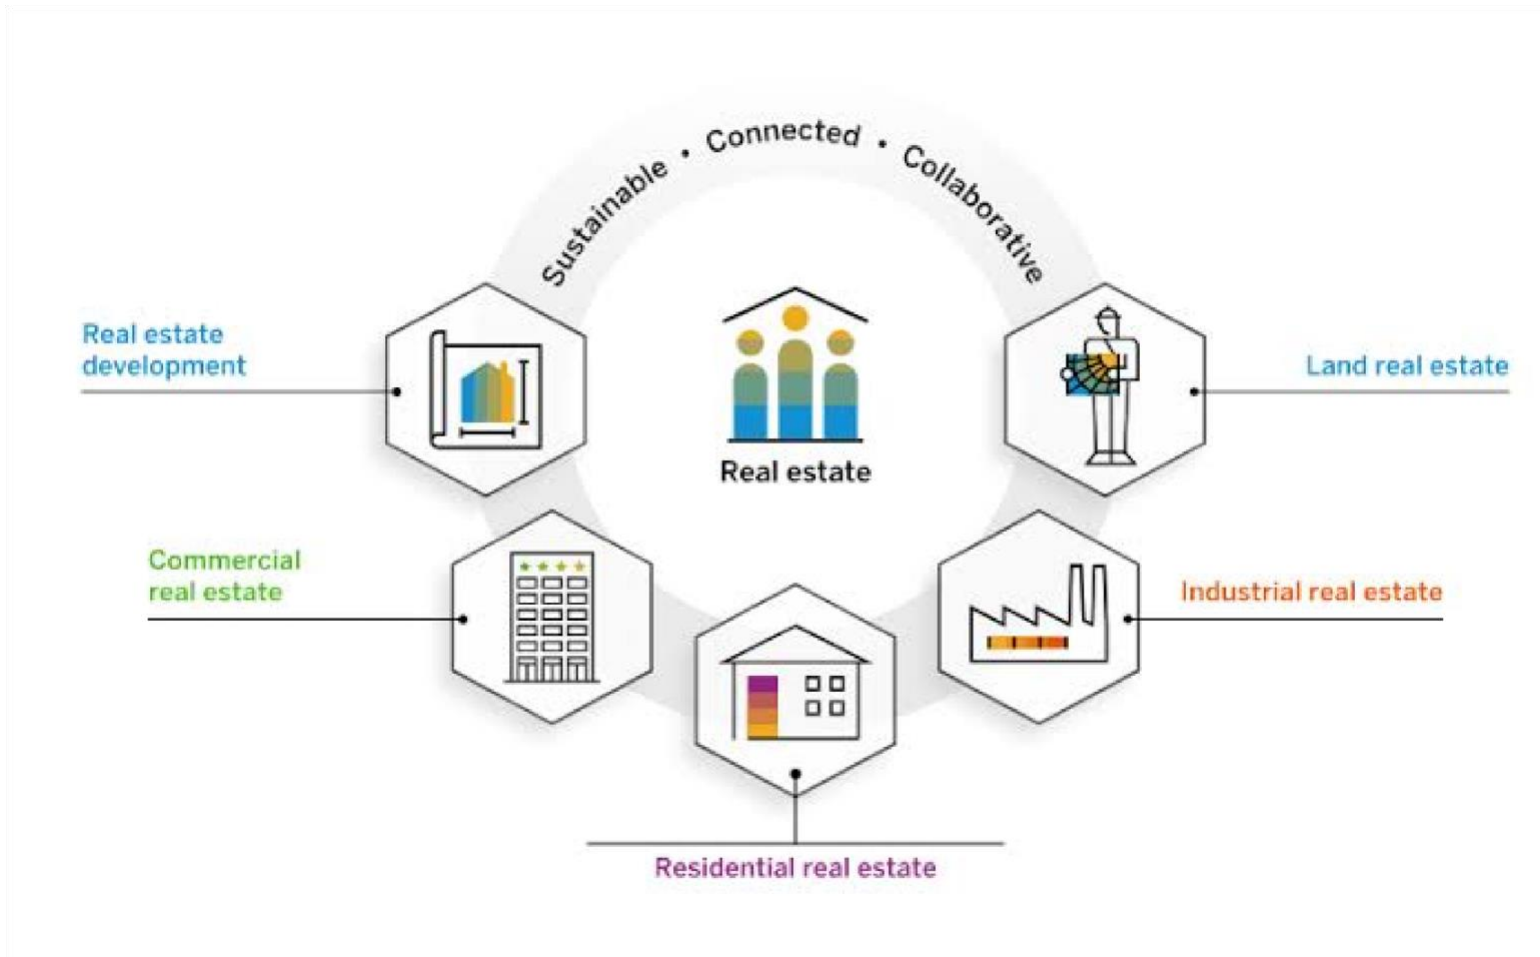 Sustainable • Connected • Collaborative
Real estate
development
Real estate
Land real estate
Commercial
real estate
Industrial real estate
Residential real estate